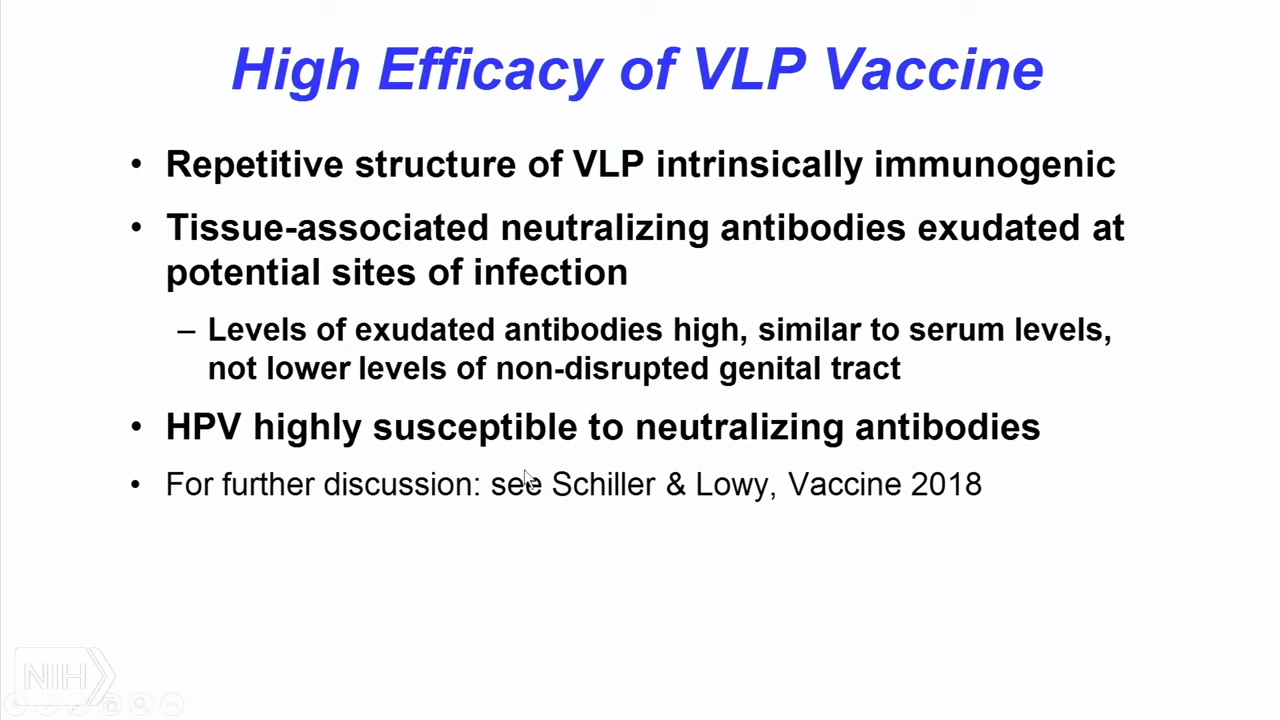 High Efficacy of VLP Vaccine
• Repetitive structure of VLP intrinsically immunogenic
• Tissue-associated neutralizing antibodies exudated at
potential sites of infection
– Levels of exudated antibodies high, similar to serum levels,
not lower levels of non-disrupted genital tract
• HPV highly susceptible to neutralizing antibodies
• For further discussion: see Schiller & Lowy, Vaccine 2018
NIH